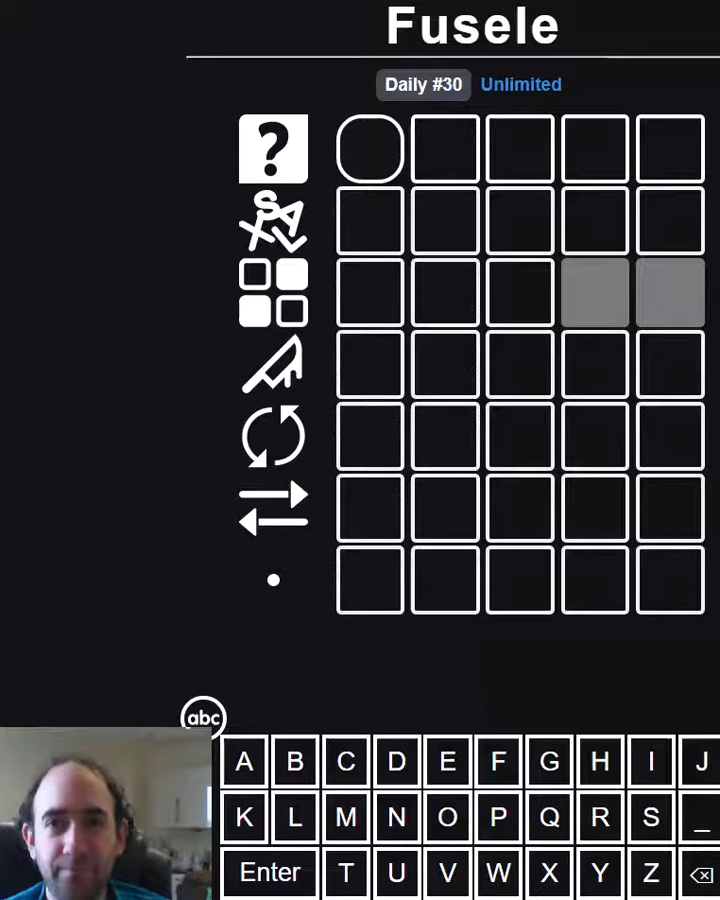 Fusele
Daily #30 Unlimited
?
S A X L
abc
A B C D E F G H I J
K L M N O P Q R S _
Enter T U V W X Y Z